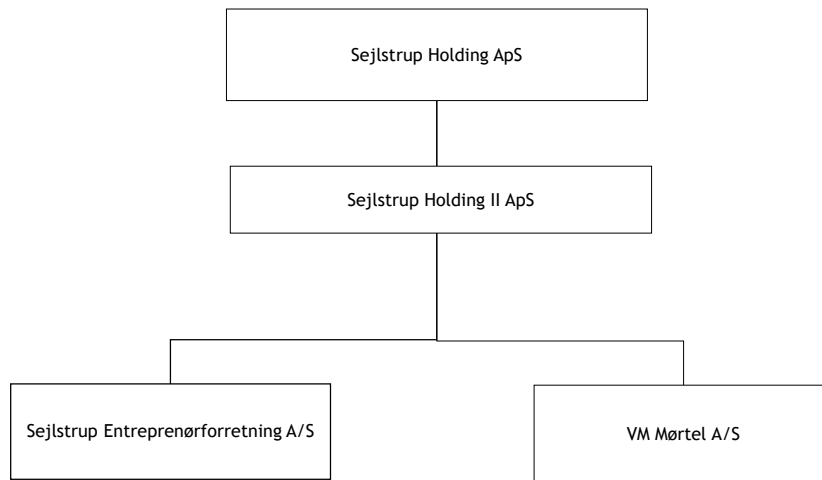 Sejlstrup Holding ApS
Sejlstrup Holding II ApS
Sejlstrup Entreprenørforretning A/S
VM Mørtel A/S